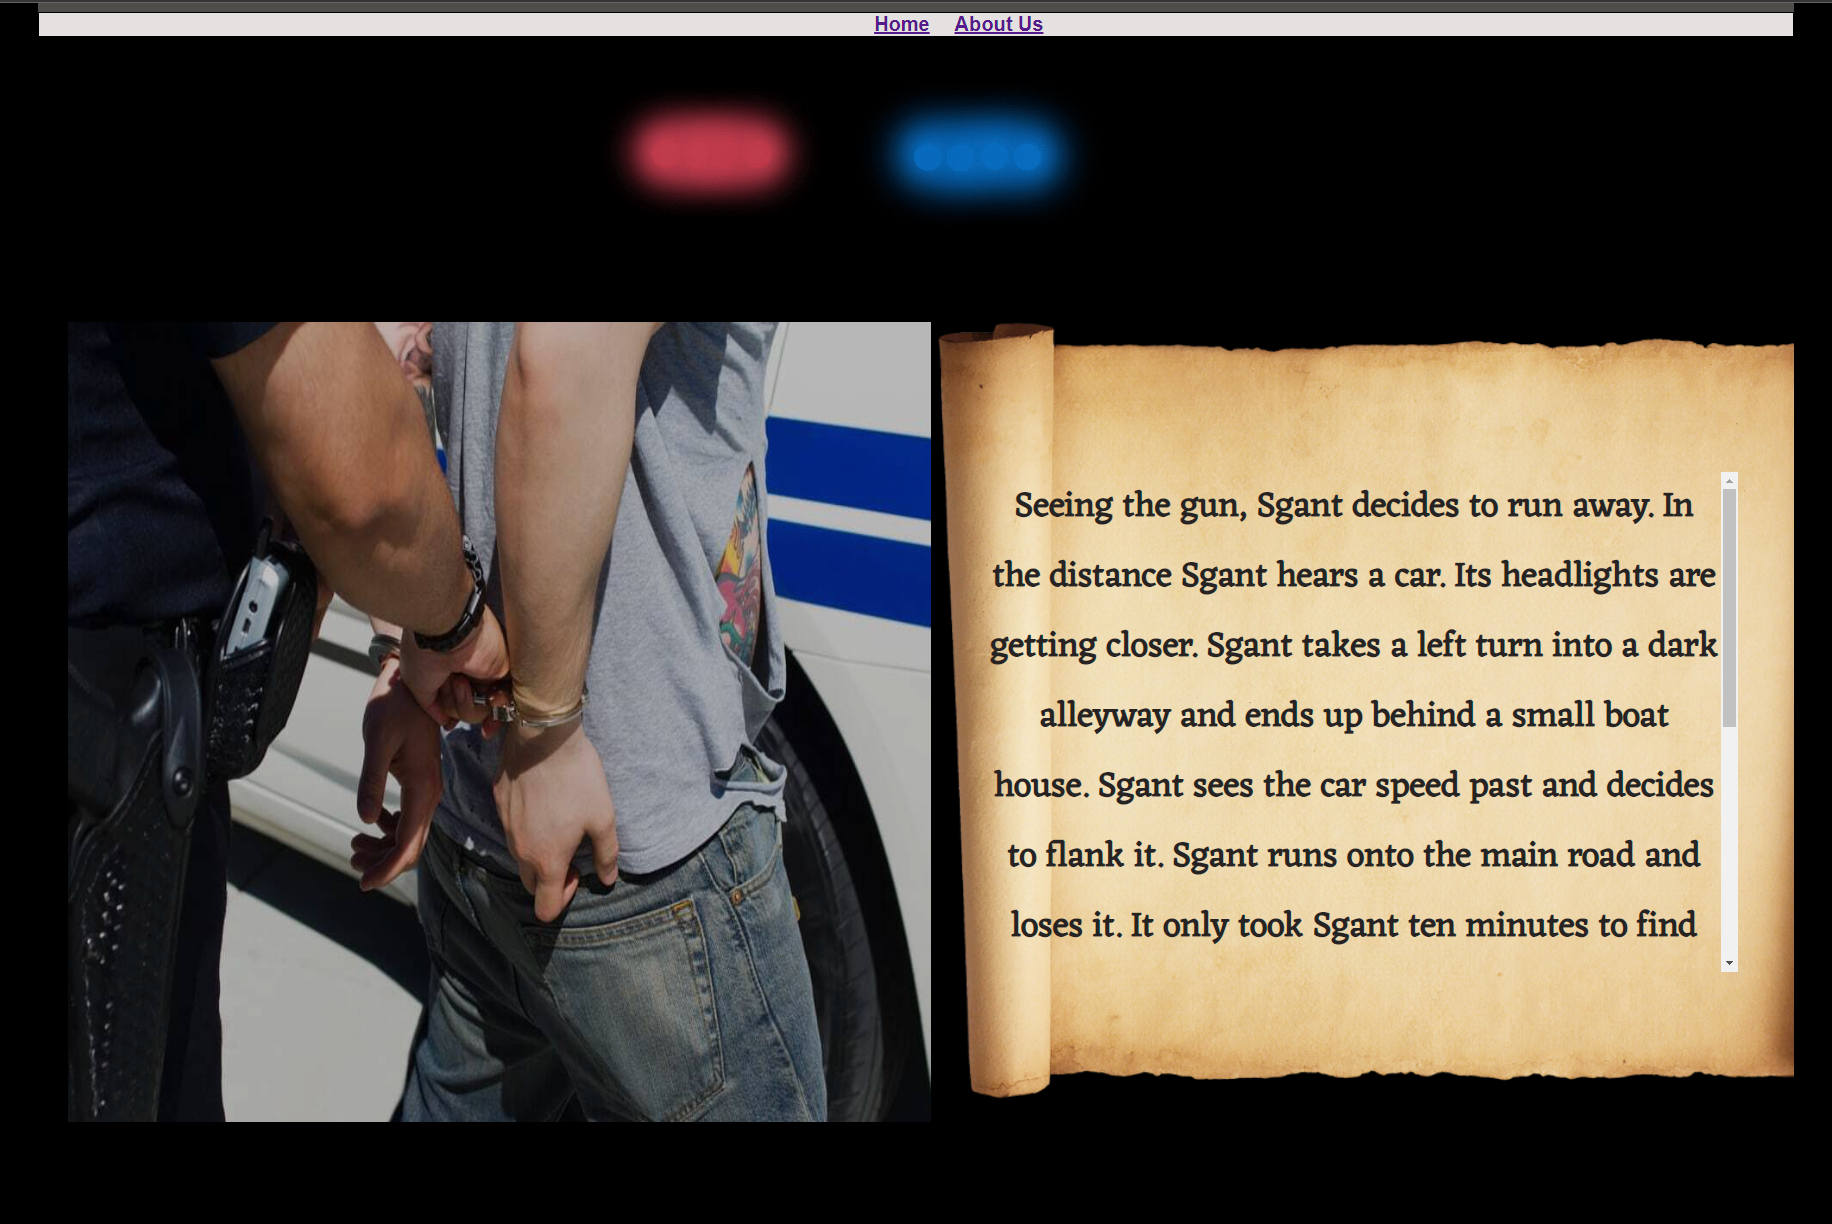 Home About Us
Seeing the gun, Sgant decides to run away. In
the distance Sgant hears a car. Its headlights are
getting closer. Sgant takes a left turn into a dark
alleyway and ends up behind a small boat
house. Sgant sees the car speed past and decides
to flank it. Sgant runs onto the main road and
loses it. It only took Sgant ten minutes to find